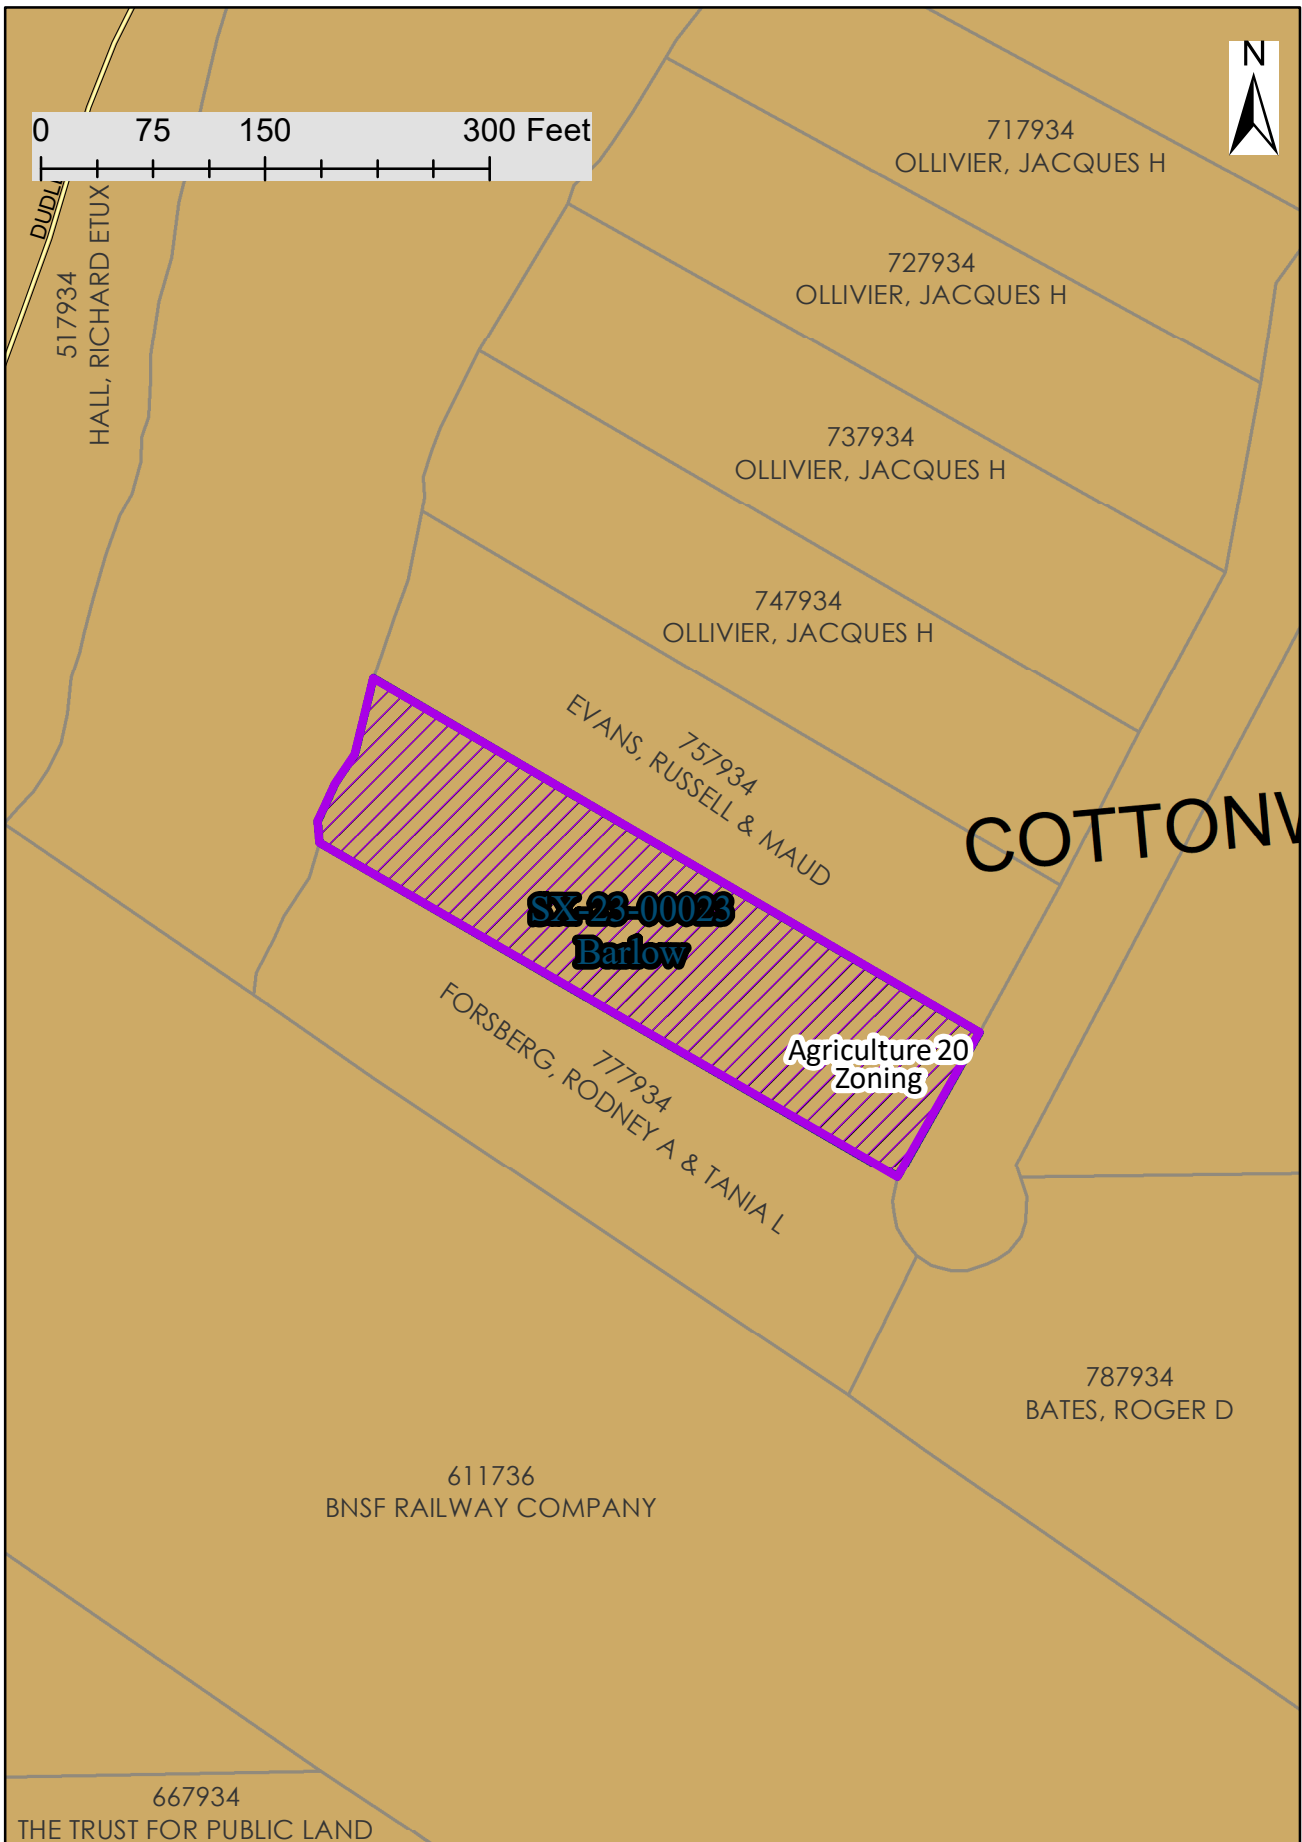 N
0 75 150 300 Feet
717934
OLLIVIER, JACQUES H
DUDL
517934
HALL, RICHARD ETUX
727934
OLLIVIER, JACQUES H
737934
OLLIVIER, JACQUES H
747934
OLLIVIER, JACQUES H
757934
EVANS, RUSSELL & MAUD
COTTONW
SX-23-00023
Barlow
Agriculture 20
Zoning
777934
FORSBERG, RODNEY A & TANIA L
787934
BATES, ROGER D
611736
BNSF RAILWAY COMPANY
667934
THE TRUST FOR PUBLIC LAND